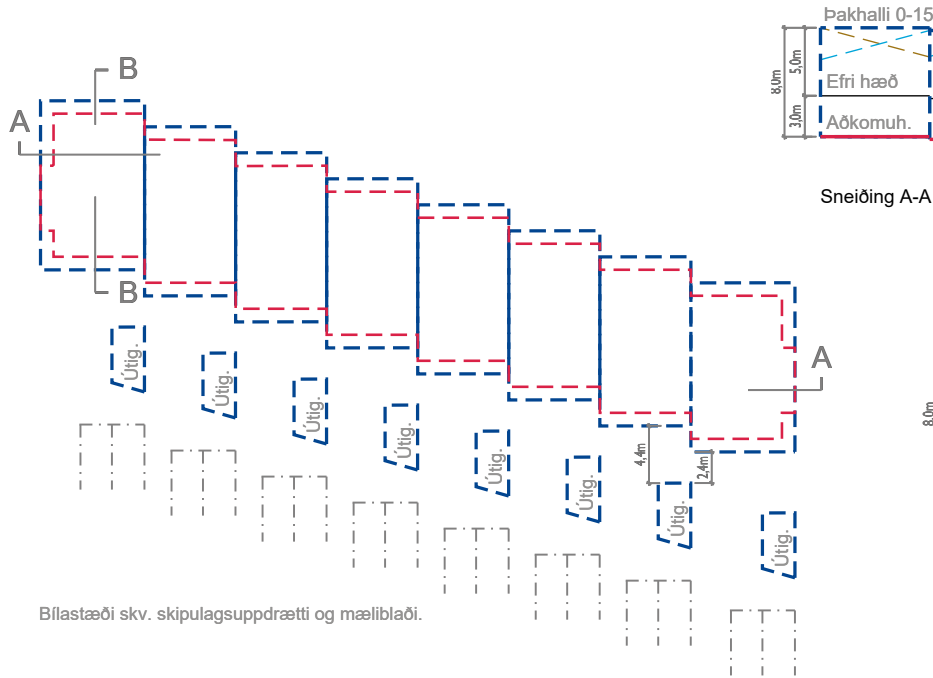 Þakhalli 0-15
B
A
8,0m
5,0m
Efri hæð
3,0m
Aðkomuh.
Sneiðing A-A
B
Útig.
Útig.
Útig.
Útig.
Útig.
Útig.
Útig.
Útig.
A
8,0m
4,4m
2,4m
Bílastæði skv. skipulagsuppdrætti og mæliblaði.